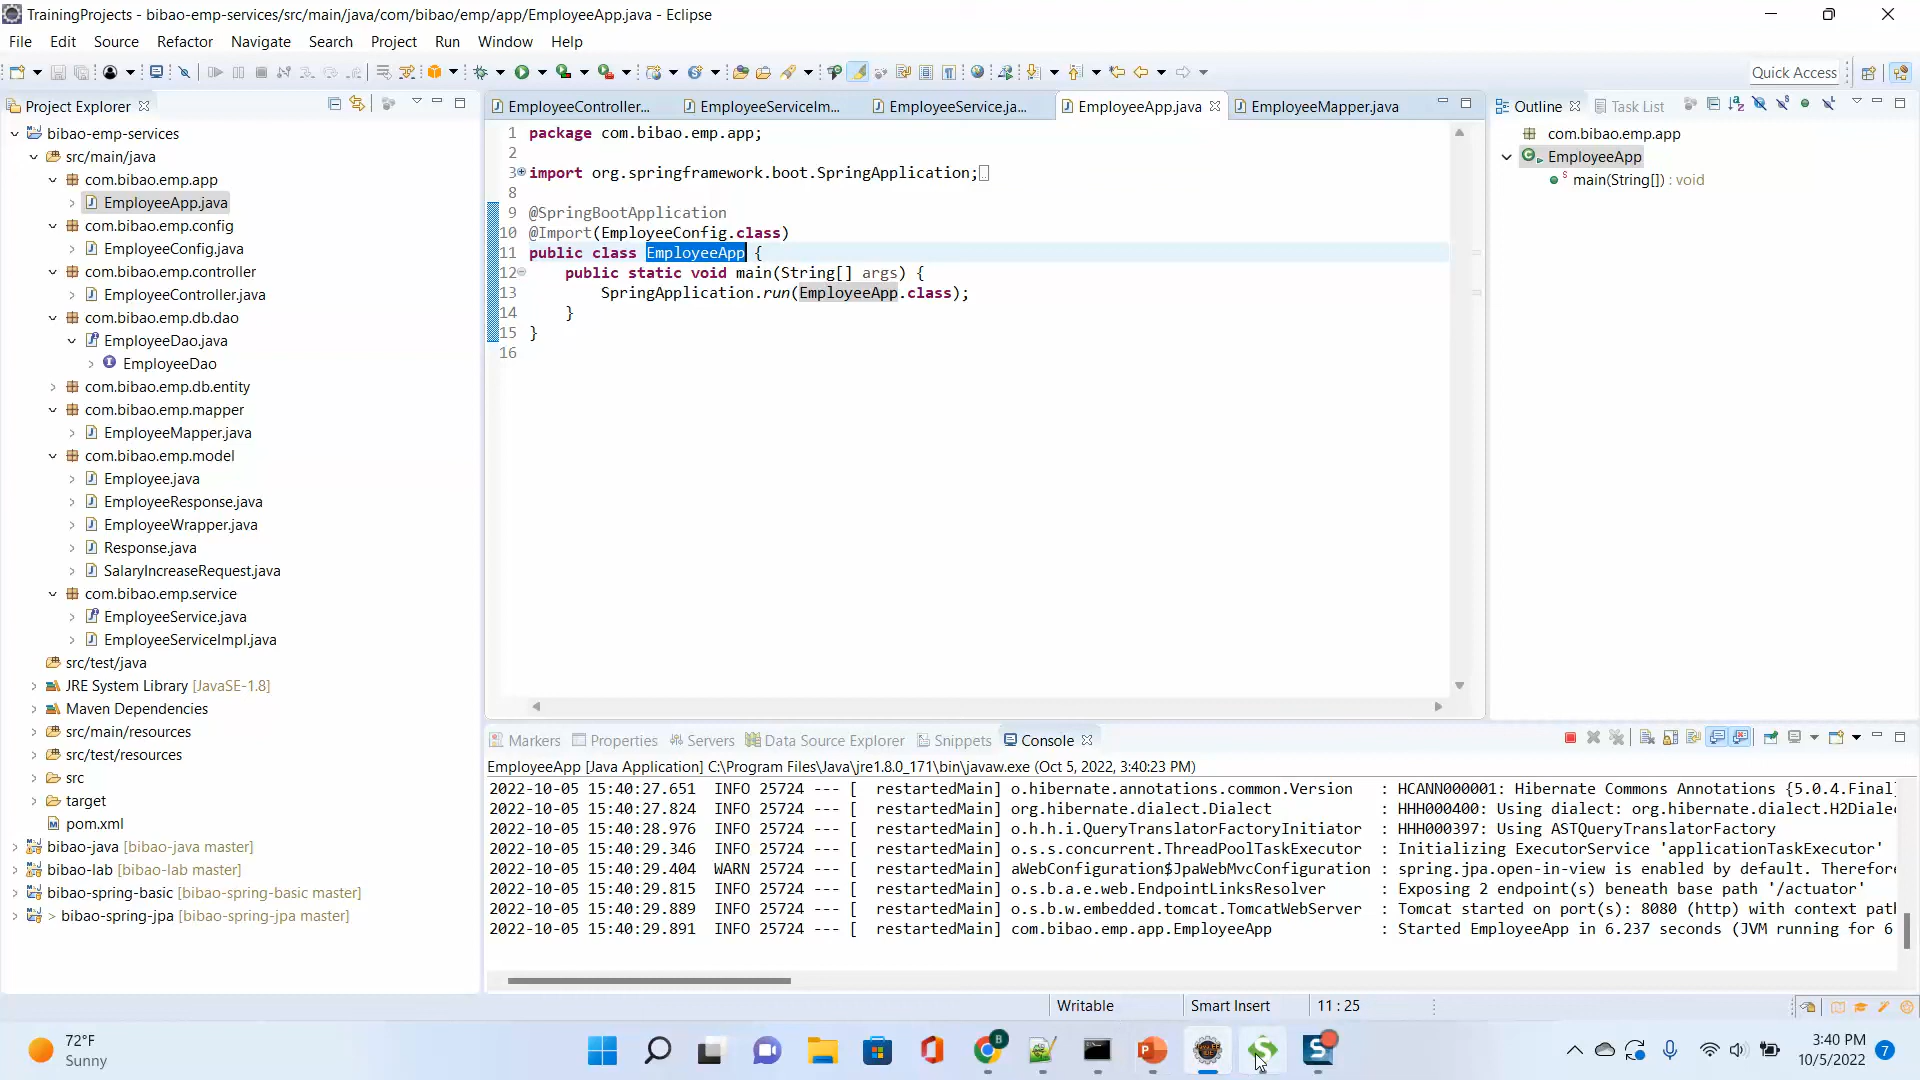 TrainingProjects - bibao-emp-services/src/main/java/com/bibao/emp/app/EmployeeApp.java - Eclipse
File Edit Source Refactor Navigate Search Project Run Window Help
Quick Access
Project Explorer
bibao-emp-services
src/main/java
com.bibao.emp.app
EmployeeApp.java
com.bibao.emp.config
EmployeeConfig.java
com.bibao.emp.controller
EmployeeController.java
com.bibao.emp.db.dao
EmployeeDao.java
EmployeeDao
com.bibao.emp.db.entity
com.bibao.emp.mapper
EmployeeMapper.java
com.bibao.emp.model
Employee.java
EmployeeResponse.java
EmployeeWrapper.java
Response.java
SalaryIncreaseRequest.java
com.bibao.emp.service
EmployeeService.java
EmployeeServiceImpl.java
src/test/java
JRE System Library [JavaSE-1.8]
Maven Dependencies
src/main/resources
src/test/resources
src
target
pom.xml
bibao-java [bibao-java master]
bibao-lab [bibao-lab master]
bibao-spring-basic [bibao-spring-basic master]
> bibao-spring-jpa [bibao-spring-jpa master]
EmployeeController... EmployeeServiceIm... EmployeeService.ja... EmployeeApp.java EmployeeMapper.java
1 package com.bibao.emp.app;
2
3 import org.springframework.boot.SpringApplication;
8
9 @SpringBootApplication
10 @Import(EmployeeConfig.class)
11 public class EmployeeApp {
12 public static void main(String[] args) {
13 SpringApplication.run(EmployeeApp.class);
14 }
15 }
16
Outline Task List
com.bibao.emp.app
EmployeeApp
main(String[]) : void
Markers Properties Servers Data Source Explorer Snippets Console
EmployeeApp [Java Application] C:\Program Files\Java\jre1.8.0_171\bin\javaw.exe (Oct 5, 2022, 3:40:23 PM)
2022-10-05 15:40:27.651 INFO 25724 --- [ restartedMain] o.hibernate.annotations.common.Version : HCANN000001: Hibernate Commons Annotations {5.0.4.Final}
2022-10-05 15:40:27.824 INFO 25724 --- [ restartedMain] org.hibernate.dialect.Dialect : HHH000400: Using dialect: org.hibernate.dialect.H2Diale
2022-10-05 15:40:28.976 INFO 25724 --- [ restartedMain] o.h.h.i.QueryTranslatorFactoryInitiator : HHH000397: Using ASTQueryTranslatorFactory
2022-10-05 15:40:29.346 INFO 25724 --- [ restartedMain] o.s.s.concurrent.ThreadPoolTaskExecutor : Initializing ExecutorService 'applicationTaskExecutor'
2022-10-05 15:40:29.404 WARN 25724 --- [ restartedMain] aWebConfiguration$JpaWebMvcConfiguration : spring.jpa.open-in-view is enabled by default. Therefore
2022-10-05 15:40:29.815 INFO 25724 --- [ restartedMain] o.s.b.a.e.web.EndpointLinksResolver : Exposing 2 endpoint(s) beneath base path '/actuator'
2022-10-05 15:40:29.889 INFO 25724 --- [ restartedMain] o.s.b.w.embedded.tomcat.TomcatWebServer : Tomcat started on port(s): 8080 (http) with context path
2022-10-05 15:40:29.891 INFO 25724 --- [ restartedMain] com.bibao.emp.app.EmployeeApp : Started EmployeeApp in 6.237 seconds (JVM running for 6
Writable Smart Insert 11 : 25
72°F
Sunny
3:40 PM
10/5/2022
7